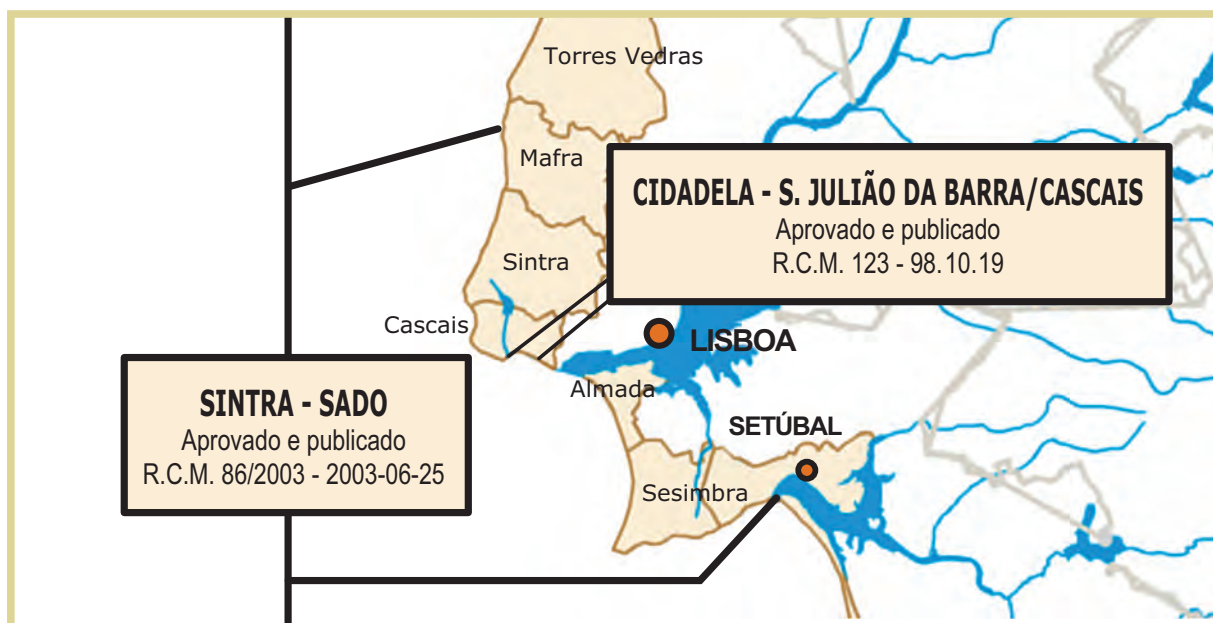 Torres Vedras
Mafra
CIDADELA - S. JULIÃO DA BARRA/CASCAIS
Aprovado e publicado
R.C.M. 123 - 98.10.19
Sintra
Cascais
LISBOA
SINTRA - SADO
Aprovado e publicado
R.C.M. 86/2003 - 2003-06-25
Almada
SETÚBAL
Sesimbra